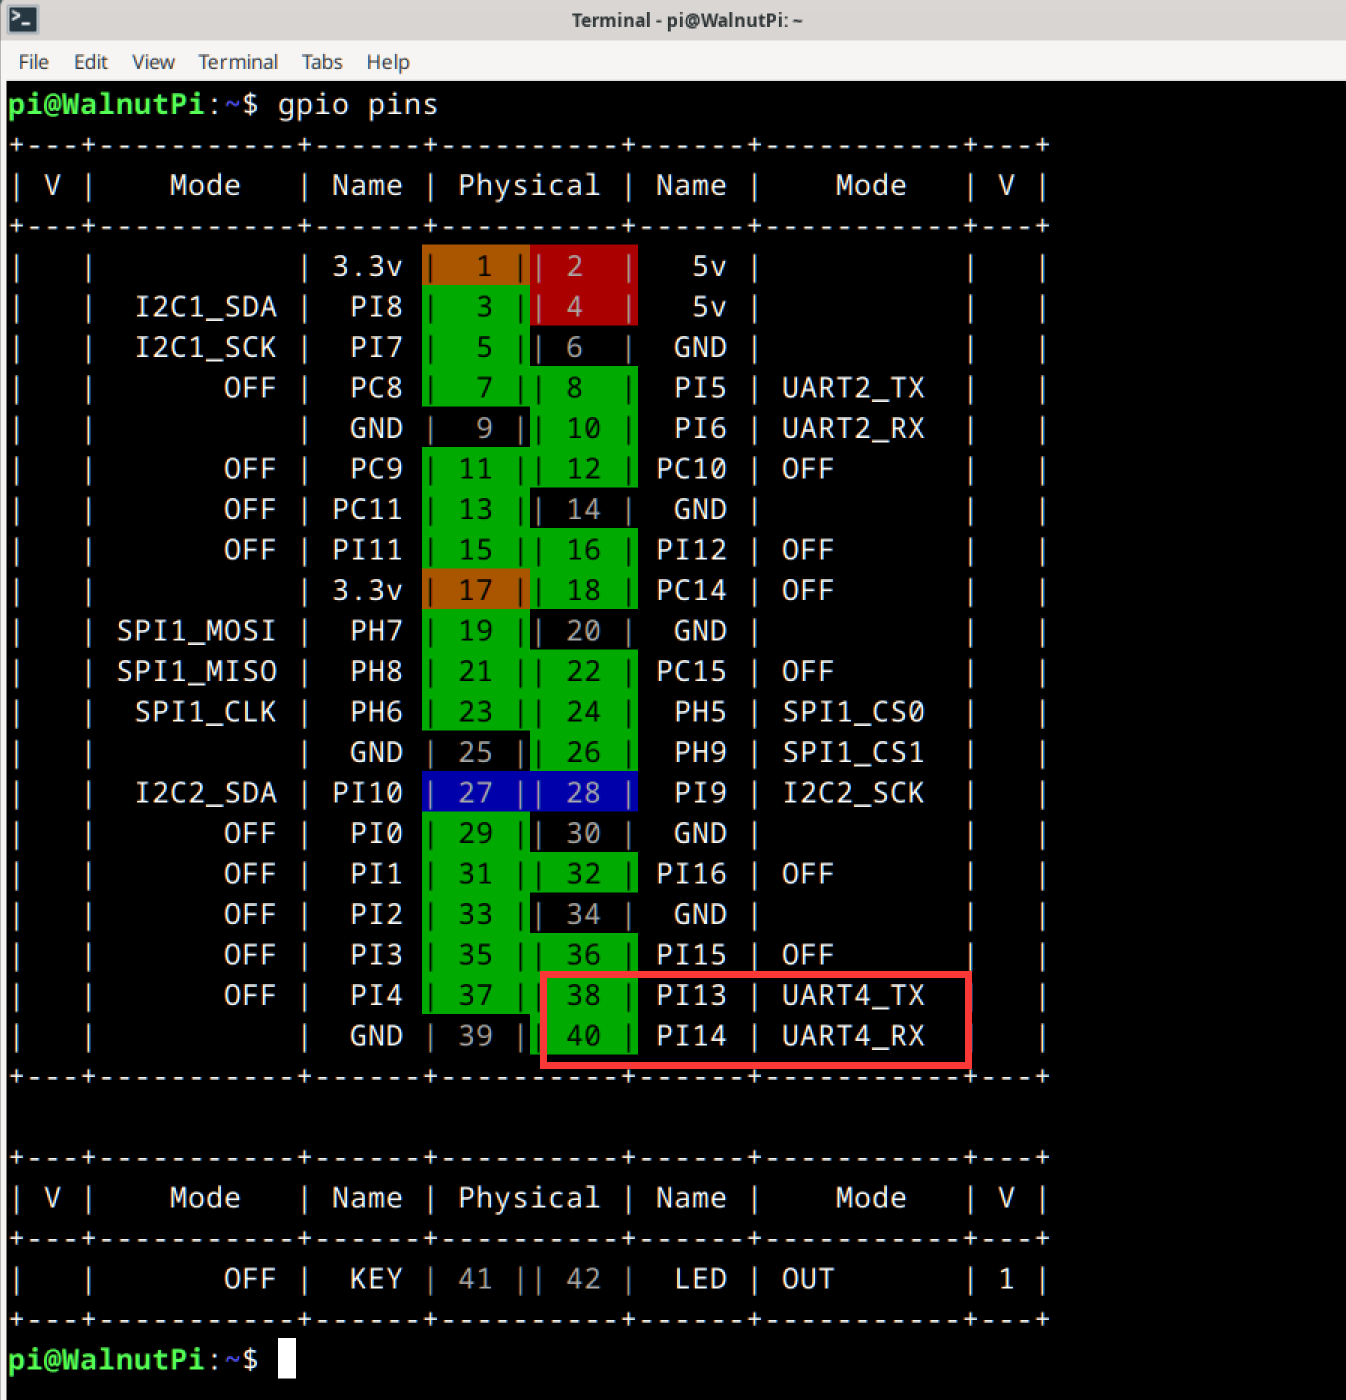 Terminal - pi@WalnutPi: ~
File Edit View Terminal Tabs Help
pi@WalnutPi:~$ gpio pins
+---+-----------+------+----------+------+-----------+---+
| V |    Mode   | Name | Physical | Name |    Mode   | V |
+---+-----------+------+----------+------+-----------+---+
|   |           | 3.3v |  1 || 2  |   5v |           |   |
|   |  I2C1_SDA |  PI8 |  3 || 4  |   5v |           |   |
|   |  I2C1_SCK |  PI7 |  5 || 6  |  GND |           |   |
|   |       OFF |  PC8 |  7 || 8  |  PI5 | UART2_TX  |   |
|   |           |  GND |  9 || 10 |  PI6 | UART2_RX  |   |
|   |       OFF |  PC9 | 11 || 12 | PC10 | OFF       |   |
|   |       OFF | PC11 | 13 || 14 |  GND |           |   |
|   |       OFF | PI11 | 15 || 16 | PI12 | OFF       |   |
|   |           | 3.3v | 17 || 18 | PC14 | OFF       |   |
|   | SPI1_MOSI |  PH7 | 19 || 20 |  GND |           |   |
|   | SPI1_MISO |  PH8 | 21 || 22 | PC15 | OFF       |   |
|   |  SPI1_CLK |  PH6 | 23 || 24 |  PH5 | SPI1_CS0  |   |
|   |           |  GND | 25 || 26 |  PH9 | SPI1_CS1  |   |
|   |  I2C2_SDA | PI10 | 27 || 28 |  PI9 | I2C2_SCK  |   |
|   |       OFF |  PI0 | 29 || 30 |  GND |           |   |
|   |       OFF |  PI1 | 31 || 32 | PI16 | OFF       |   |
|   |       OFF |  PI2 | 33 || 34 |  GND |           |   |
|   |       OFF |  PI3 | 35 || 36 | PI15 | OFF       |   |
|   |       OFF |  PI4 | 37 || 38 | PI13 | UART4_TX  |   |
|   |           |  GND | 39 || 40 | PI14 | UART4_RX  |   |
+---+-----------+------+----------+------+-----------+---+
+---+-----------+------+----------+------+-----------+---+
| V |    Mode   | Name | Physical | Name |    Mode   | V |
+---+-----------+------+----------+------+-----------+---+
|   |       OFF |  KEY | 41 || 42 |  LED | OUT       | 1 |
+---+-----------+------+----------+------+-----------+---+
pi@WalnutPi:~$